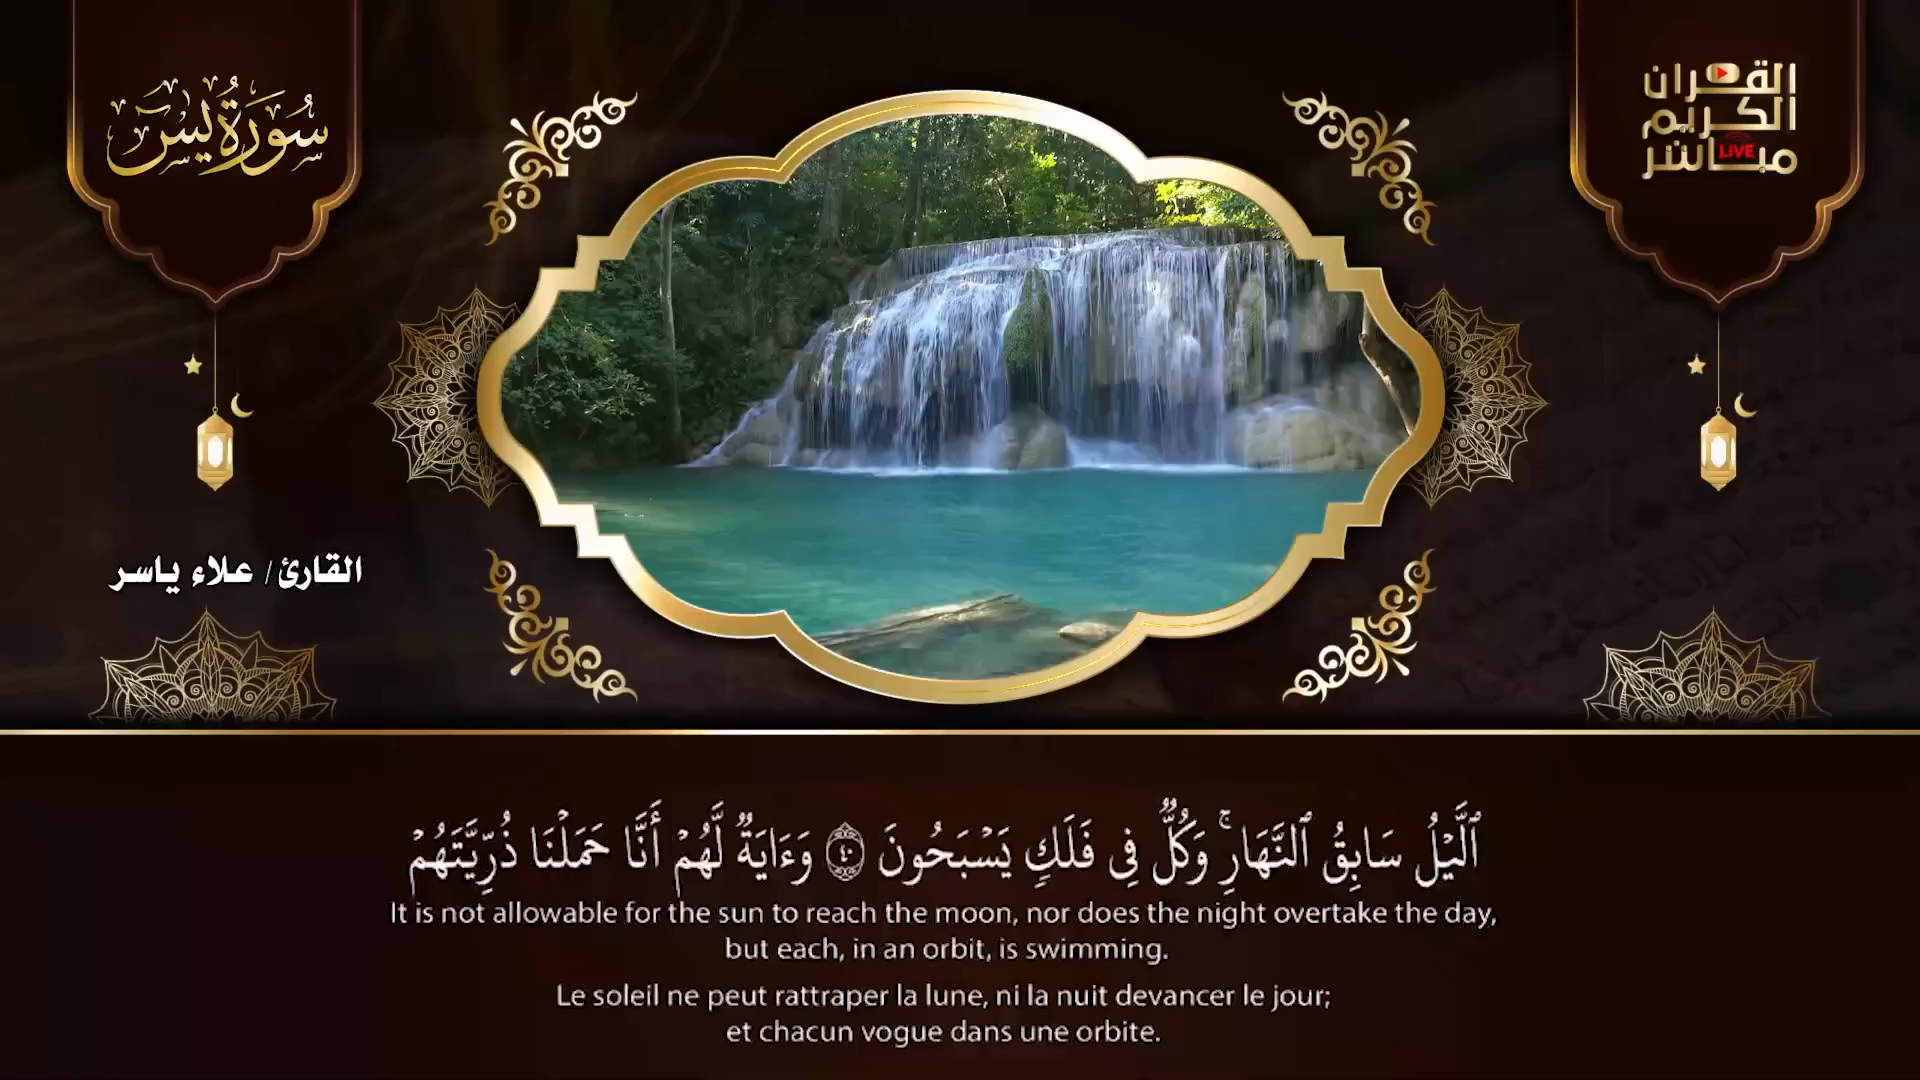 سُورَةُ يسٓ
القران
الكريم
مباشر
LIVE
القارئ / علاء ياسر
ٱلَّيْلُ سَابِقُ ٱلنَّهَارِ ۚ وَكُلٌّ فِى فَلَكٍ يَسْبَحُونَ ٤٠ وَءَايَةٌ لَّهُمْ أَنَّا حَمَلْنَا ذُرِّيَّتَهُمْ
It is not allowable for the sun to reach the moon, nor does the night overtake the day,
but each, in an orbit, is swimming.
Le soleil ne peut rattraper la lune, ni la nuit devancer le jour;
et chacun vogue dans une orbite.